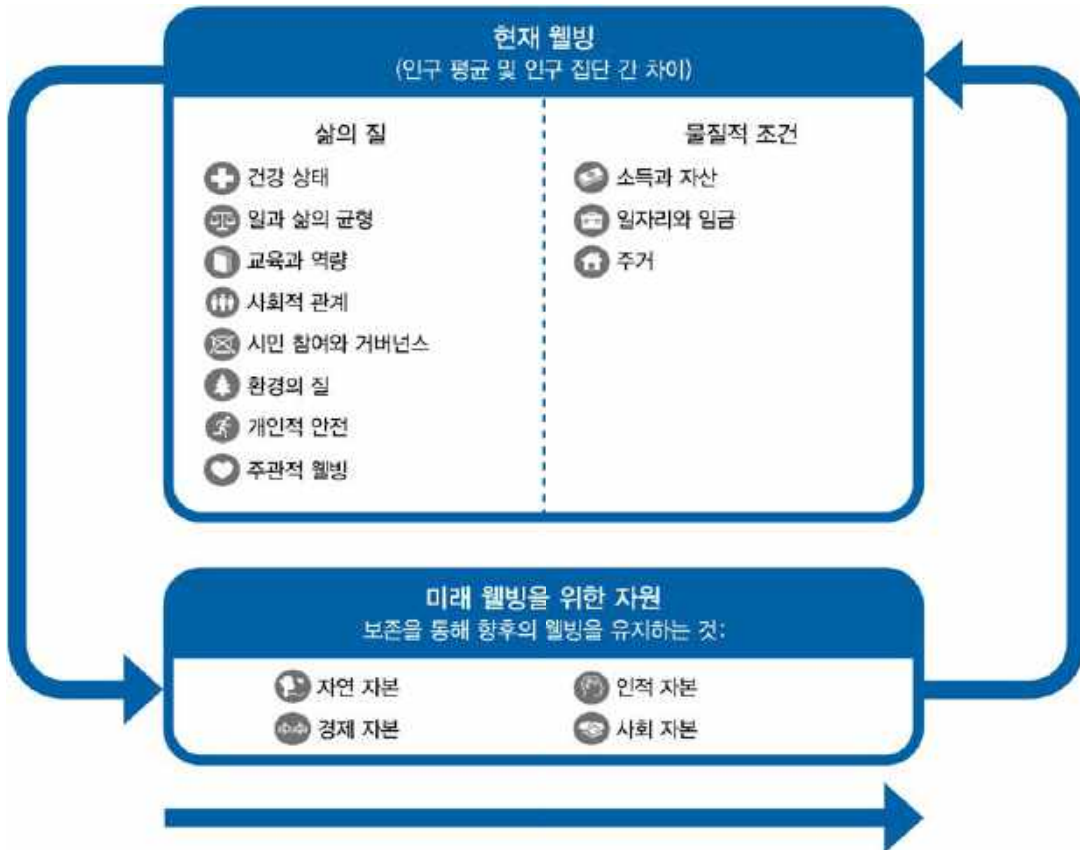 현재 웰빙
(인구 평균 및 인구 집단 간 차이)
삶의 질
건강 상태
일과 삶의 균형
교육과 역량
사회적 관계
시민 참여와 거버넌스
환경의 질
개인적 안전
주관적 웰빙
물질적 조건
소득과 자산
일자리와 임금
주거
미래 웰빙을 위한 자원
보존을 통해 향후의 웰빙을 유지하는 것:
자연 자본
인적 자본
경제 자본
사회 자본